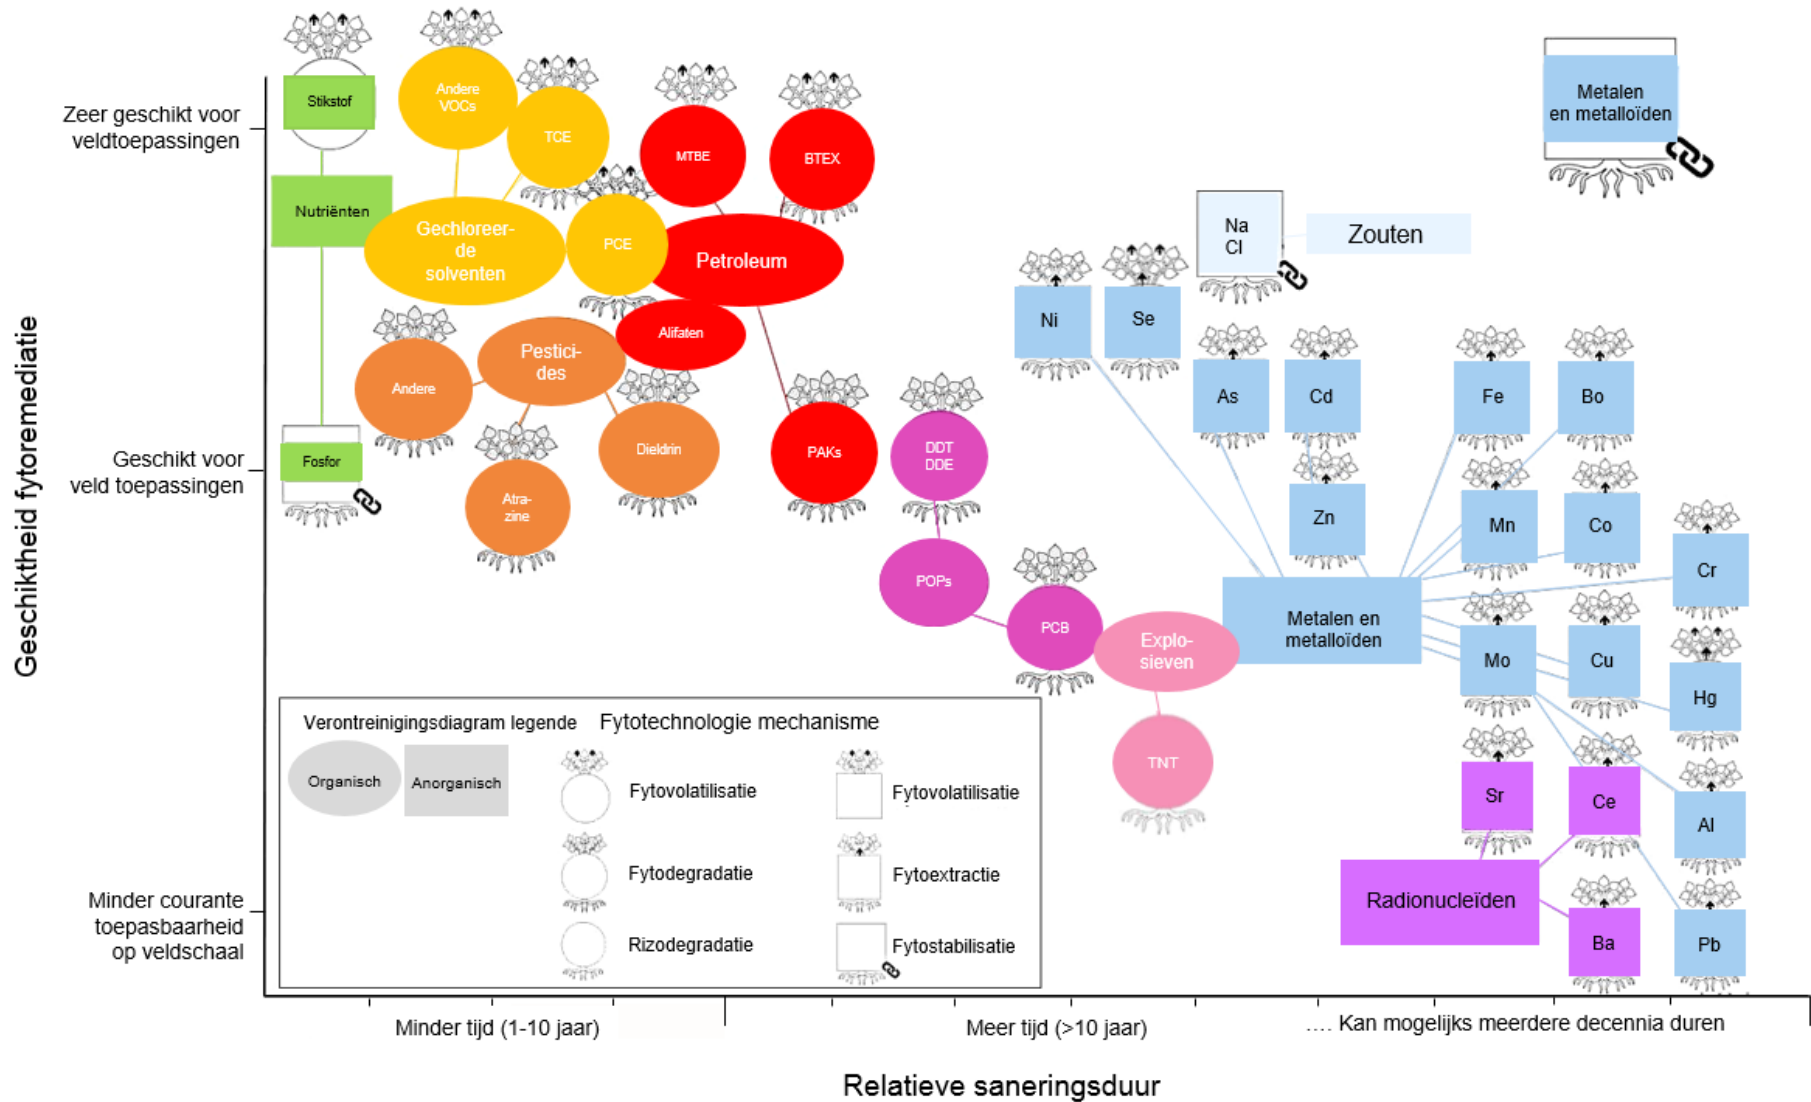 Geschiktheid fytoremediatie
Zeer geschikt voor
veldtoepassingen
Geschikt voor
veld toepassingen
Minder courante
toepasbaarheid
op veldschaal
Stikstof
Nutriënten
Fosfor
Andere
VOCs
TCE
PCE
Gechloreer-
de
solventen
MTBE
BTEX
Petroleum
Alifaten
PAKs
Pestici-
des
Andere
Atra-
zine
Dieldrin
DDT
DDE
POPs
PCB
Explo-
sieven
TNT
Metalen
en metalloïden
Na
Cl
Zouten
Ni
Se
As
Cd
Zn
Fe
Bo
Mn
Co
Cr
Metalen en
metalloïden
Mo
Cu
Hg
Sr
Ce
Al
Radionucleïden
Ba
Pb
Verontreinigingsdiagram legende
Fytotechnologie mechanisme
Organisch
Anorganisch
Fytovolatilisatie
Fytovolatilisatie
Fytodegradatie
Fytoextractie
Rizodegradatie
Fytostabilisatie
Minder tijd (1-10 jaar)
Meer tijd (>10 jaar)
.... Kan mogelijks meerdere decennia duren
Relatieve saneringsduur